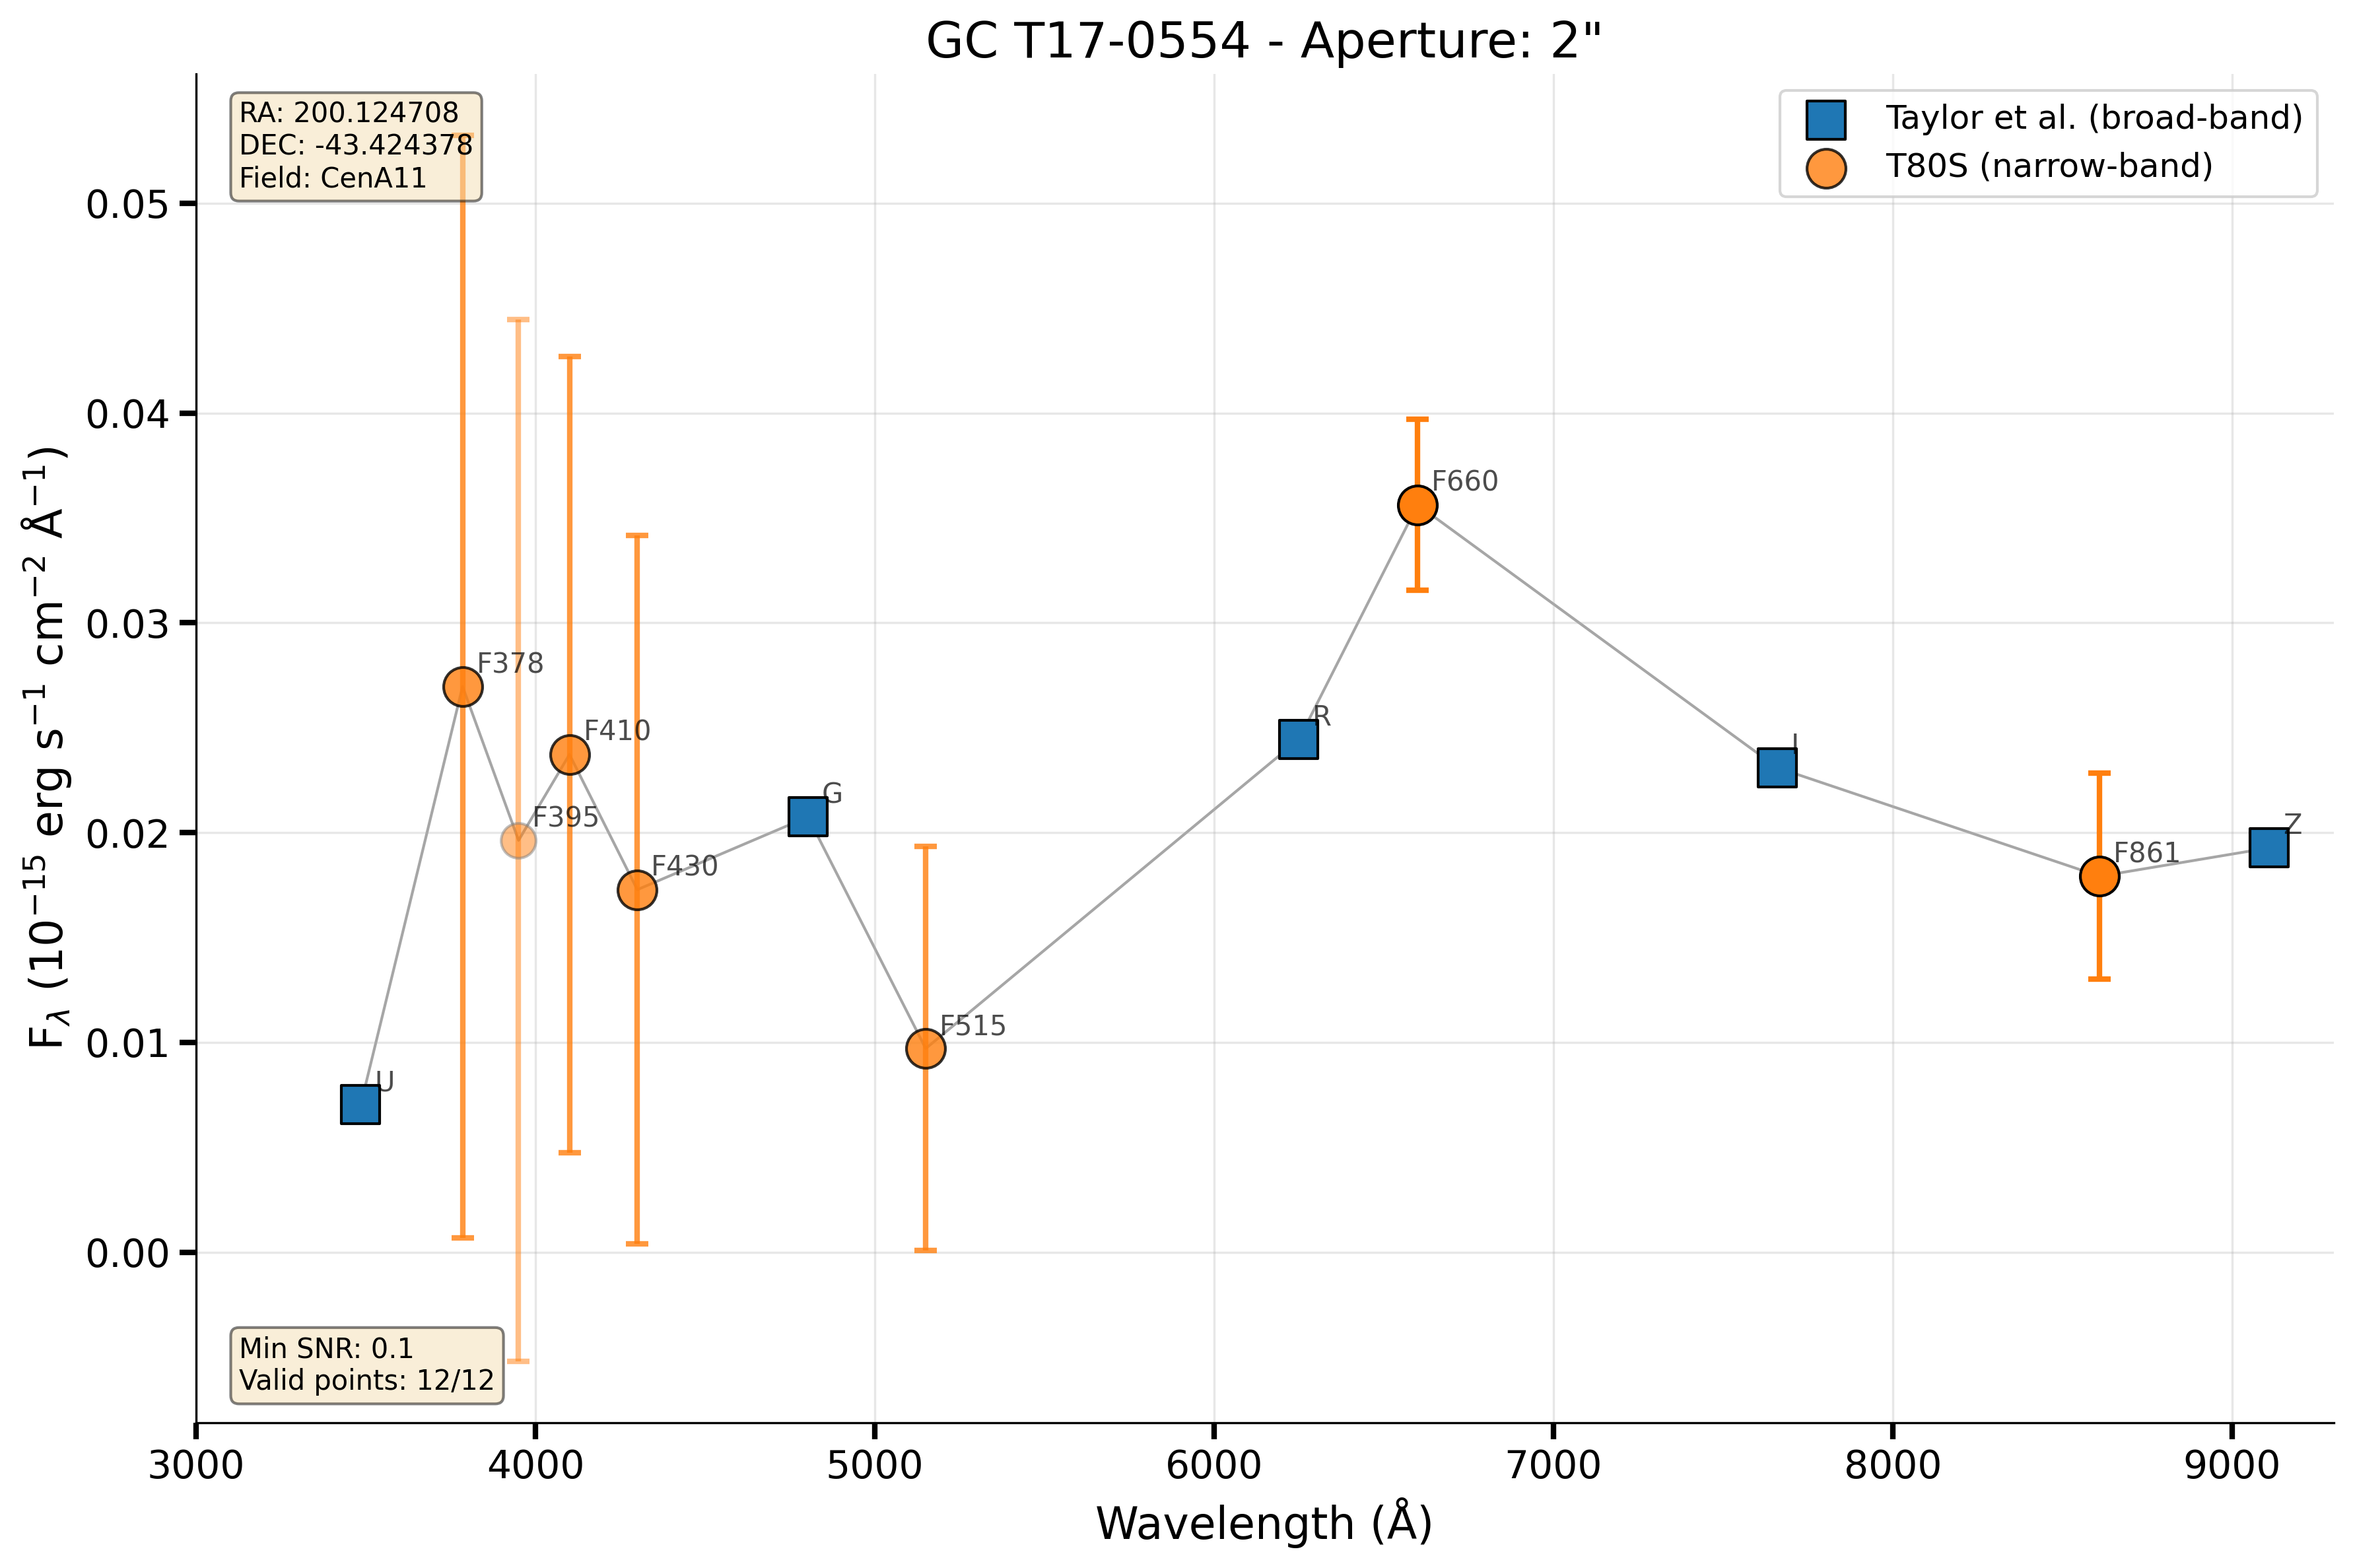 GC T17-0554 - Aperture: 2"
RA: 200.124708
DEC: -43.424378
Field: CenA11
Taylor et al. (broad-band)
T80S (narrow-band)
F_λ (10⁻¹⁵ erg s⁻¹ cm⁻² Å⁻¹)
0.05
0.04
0.03
0.02
0.01
0.00
U
F378
F395
F410
F430
G
F515
R
F660
I
F861
Z
Min SNR: 0.1
Valid points: 12/12
3000 4000 5000 6000 7000 8000 9000
Wavelength (Å)